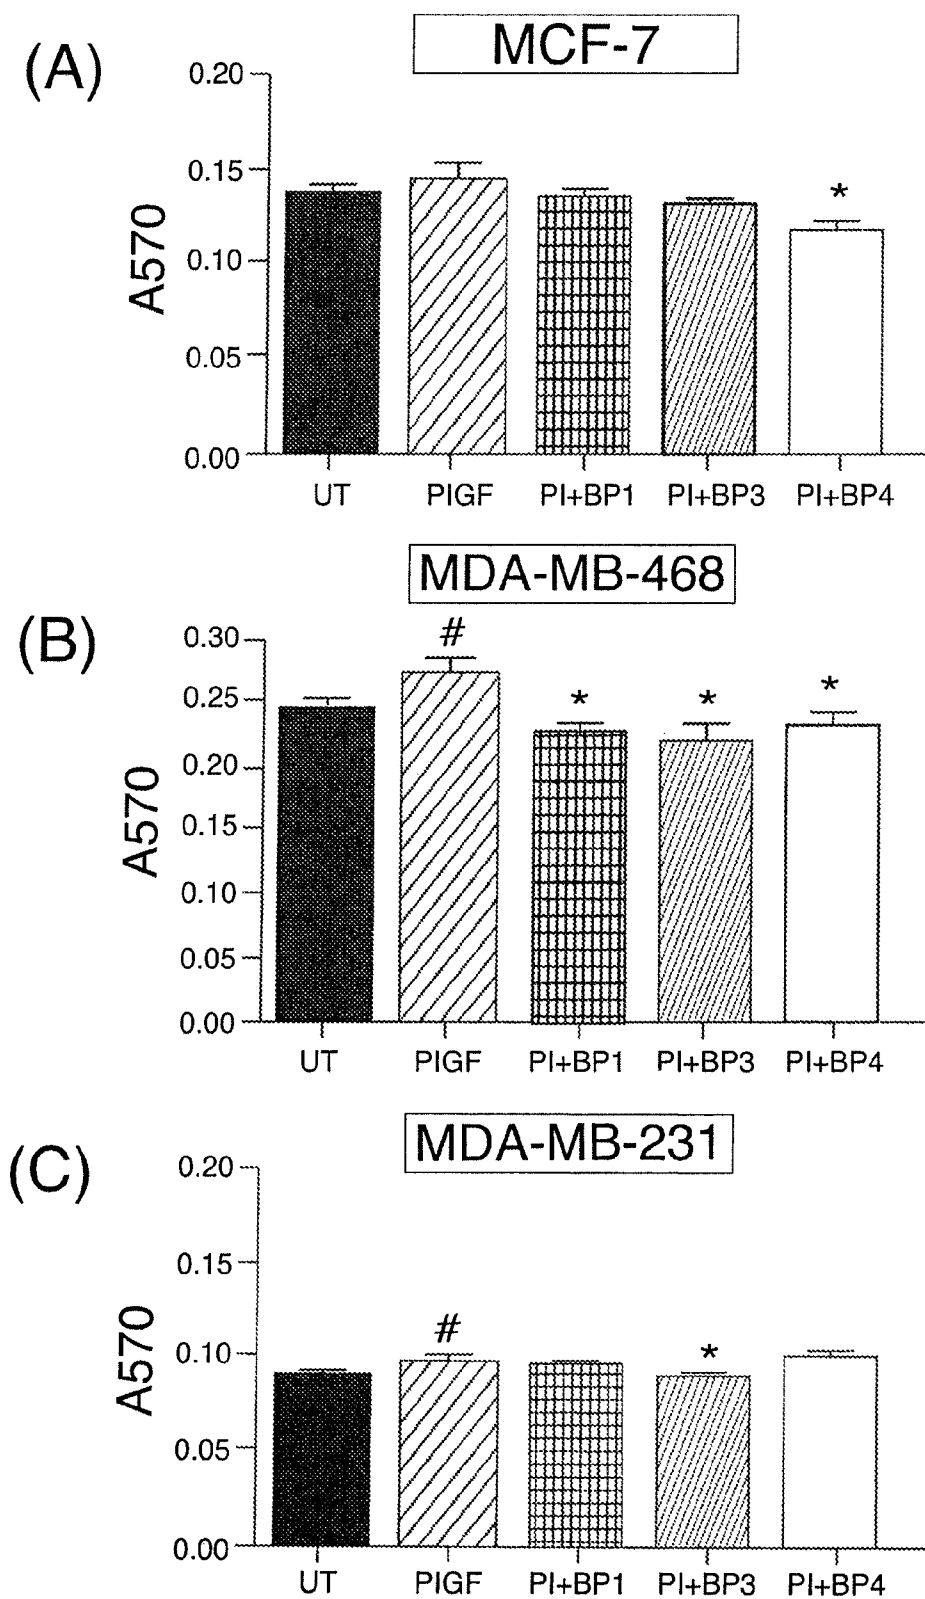 MCF-7
(A)
0.20
0.15
0.10
0.05
0.00
A570
*
UT PIGF PI+BP1 PI+BP3 PI+BP4
MDA-MB-468
(B)
0.30
0.25
0.20
0.15
0.10
0.05
0.00
A570
# * * *
UT PIGF PI+BP1 PI+BP3 PI+BP4
MDA-MB-231
(C)
0.20
0.15
0.10
0.05
0.00
A570
# *
UT PIGF PI+BP1 PI+BP3 PI+BP4